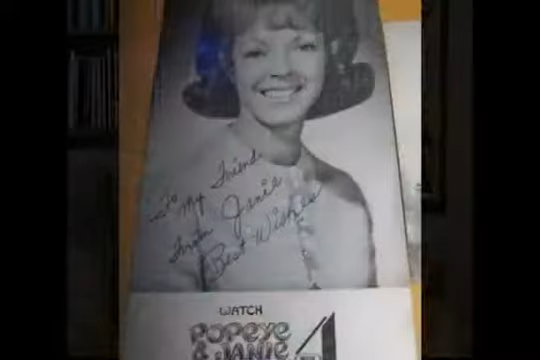 To My Friend
From Janie
Best Wishes
WATCH
POPEYE
& JANIE
4